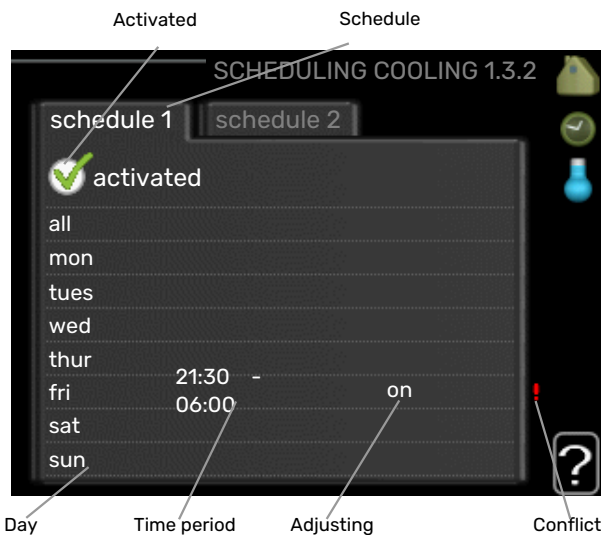 Activated Schedule
SCHEDULING COOLING 1.3.2
schedule 1 schedule 2
activated
all
mon
tues
wed
thur
21:30 -
fri on !
06:00
sat
sun
?
Day Time period Adjusting Conflict